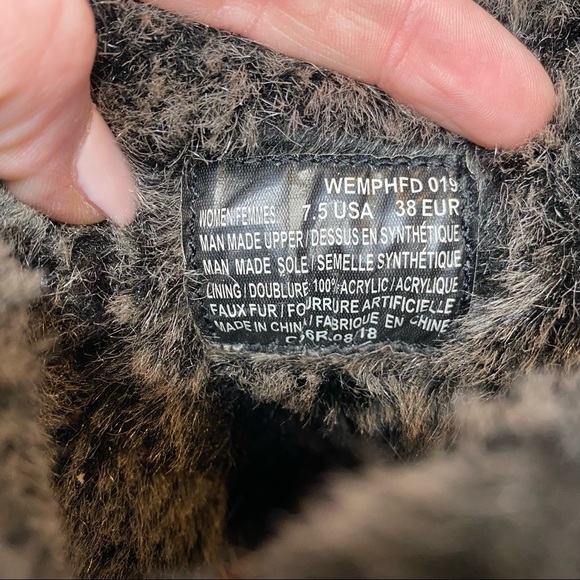 WEMPHFD 019
WOMEN/FEMMES 7.5 USA 38 EUR
MAN MADE UPPER/DESSUS EN SYNTHÉTIQUE
MAN MADE SOLE/SEMELLE SYNTHÉTIQUE
LINING/DOUBLURE 100% ACRYLIC/ACRYLIQUE
FAUX FUR/FOURRURE ARTIFICIELLE
MADE IN CHINA/FABRIQUE EN CHINE